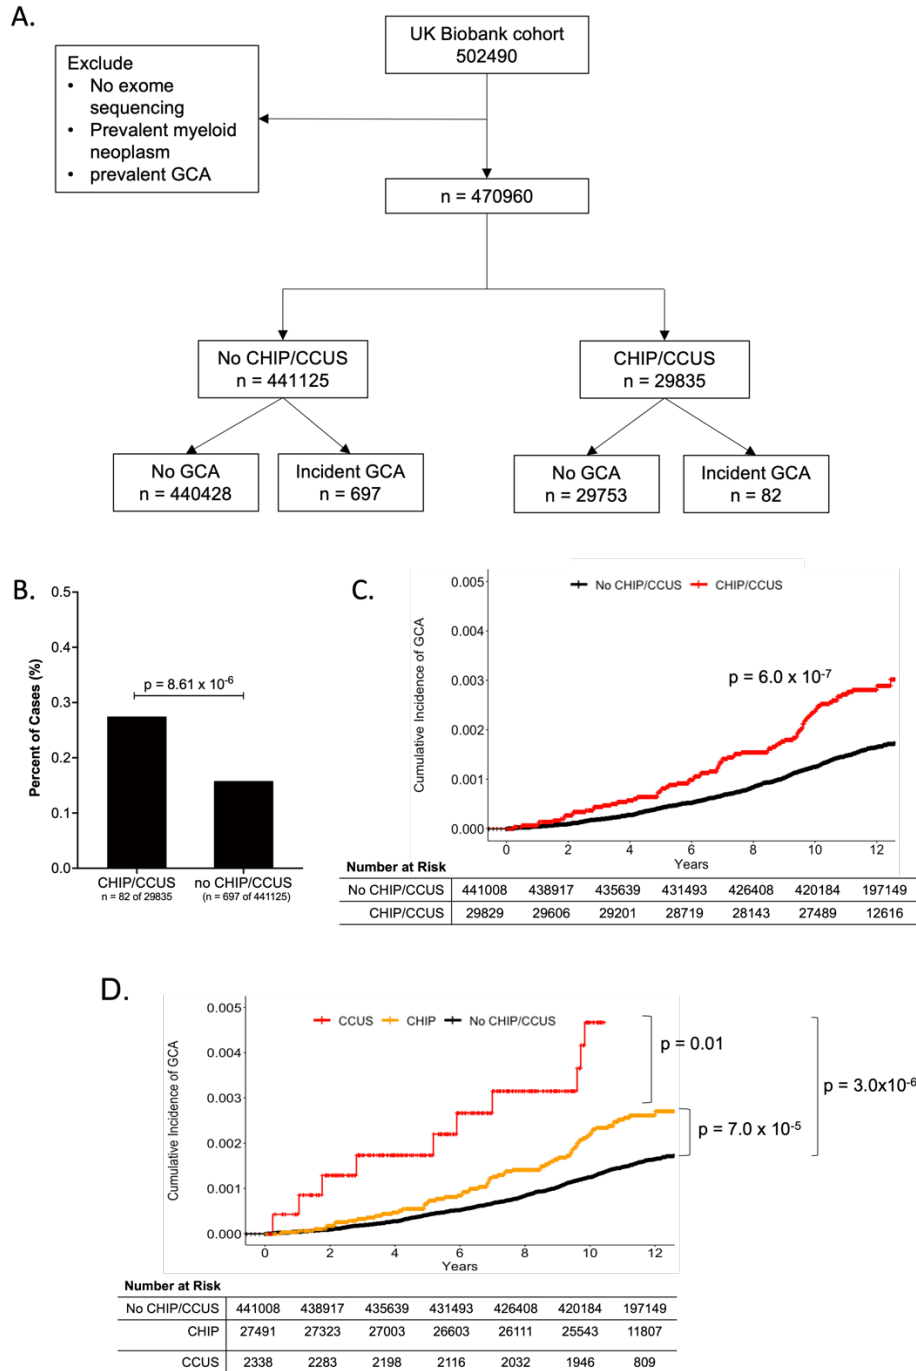 A.
UK Biobank cohort
502490
Exclude
• No exome
sequencing
• Prevalent myeloid
neoplasm
• prevalent GCA
n = 470960
No CHIP/CCUS
n = 441125
CHIP/CCUS
n = 29835
No GCA
n = 440428
Incident GCA
n = 697
No GCA
n = 29753
Incident GCA
n = 82
B.
Percent of Cases (%)
0.5
0.4
0.3
0.2
0.1
0.0
p = 8.61 x 10-6
CHIP/CCUS
n = 82 of 29835
no CHIP/CCUS
(n = 697 of 441125)
C.
Cumulative Incidence of GCA
0.005
0.004
0.003
0.002
0.001
0.000
No CHIP/CCUS CHIP/CCUS
p = 6.0 x 10-7
0 2 4 6 8 10 12
Years
Number at Risk
No CHIP/CCUS 441008 438917 435639 431493 426408 420184 197149
CHIP/CCUS 29829 29606 29201 28719 28143 27489 12616
D.
Cumulative Incidence of GCA
0.005
0.004
0.003
0.002
0.001
0.000
CCUS CHIP No CHIP/CCUS
p = 0.01
p = 3.0x10-6
p = 7.0 x 10-5
0 2 4 6 8 10 12
Years
Number at Risk
No CHIP/CCUS 441008 438917 435639 431493 426408 420184 197149
CHIP 27491 27323 27003 26603 26111 25543 11807
CCUS 2338 2283 2198 2116 2032 1946 809